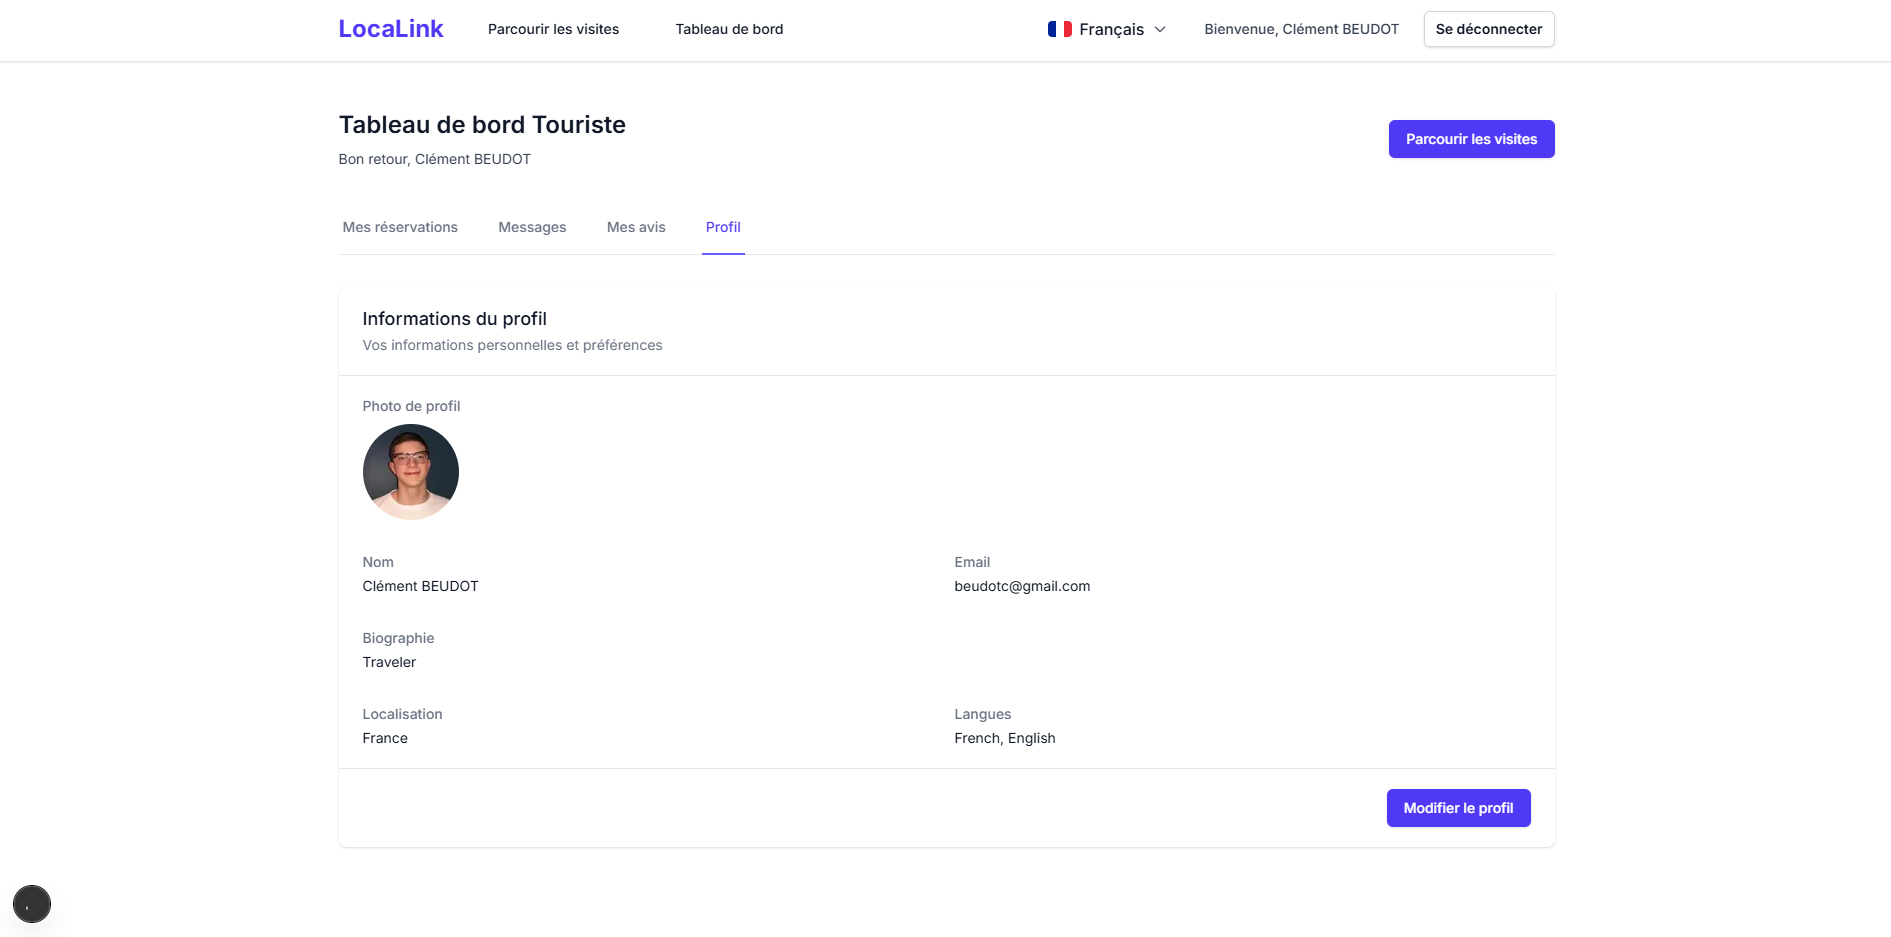 LocaLink
Parcourir les visites
Tableau de bord
Français
Bienvenue, Clément BEUDOT
Se déconnecter
Tableau de bord Touriste
Bon retour, Clément BEUDOT
Parcourir les visites
Mes réservations
Messages
Mes avis
Profil
Informations du profil
Vos informations personnelles et préférences
Photo de profil
Nom
Clément BEUDOT
Email
beudotc@gmail.com
Biographie
Traveler
Localisation
France
Langues
French, English
Modifier le profil